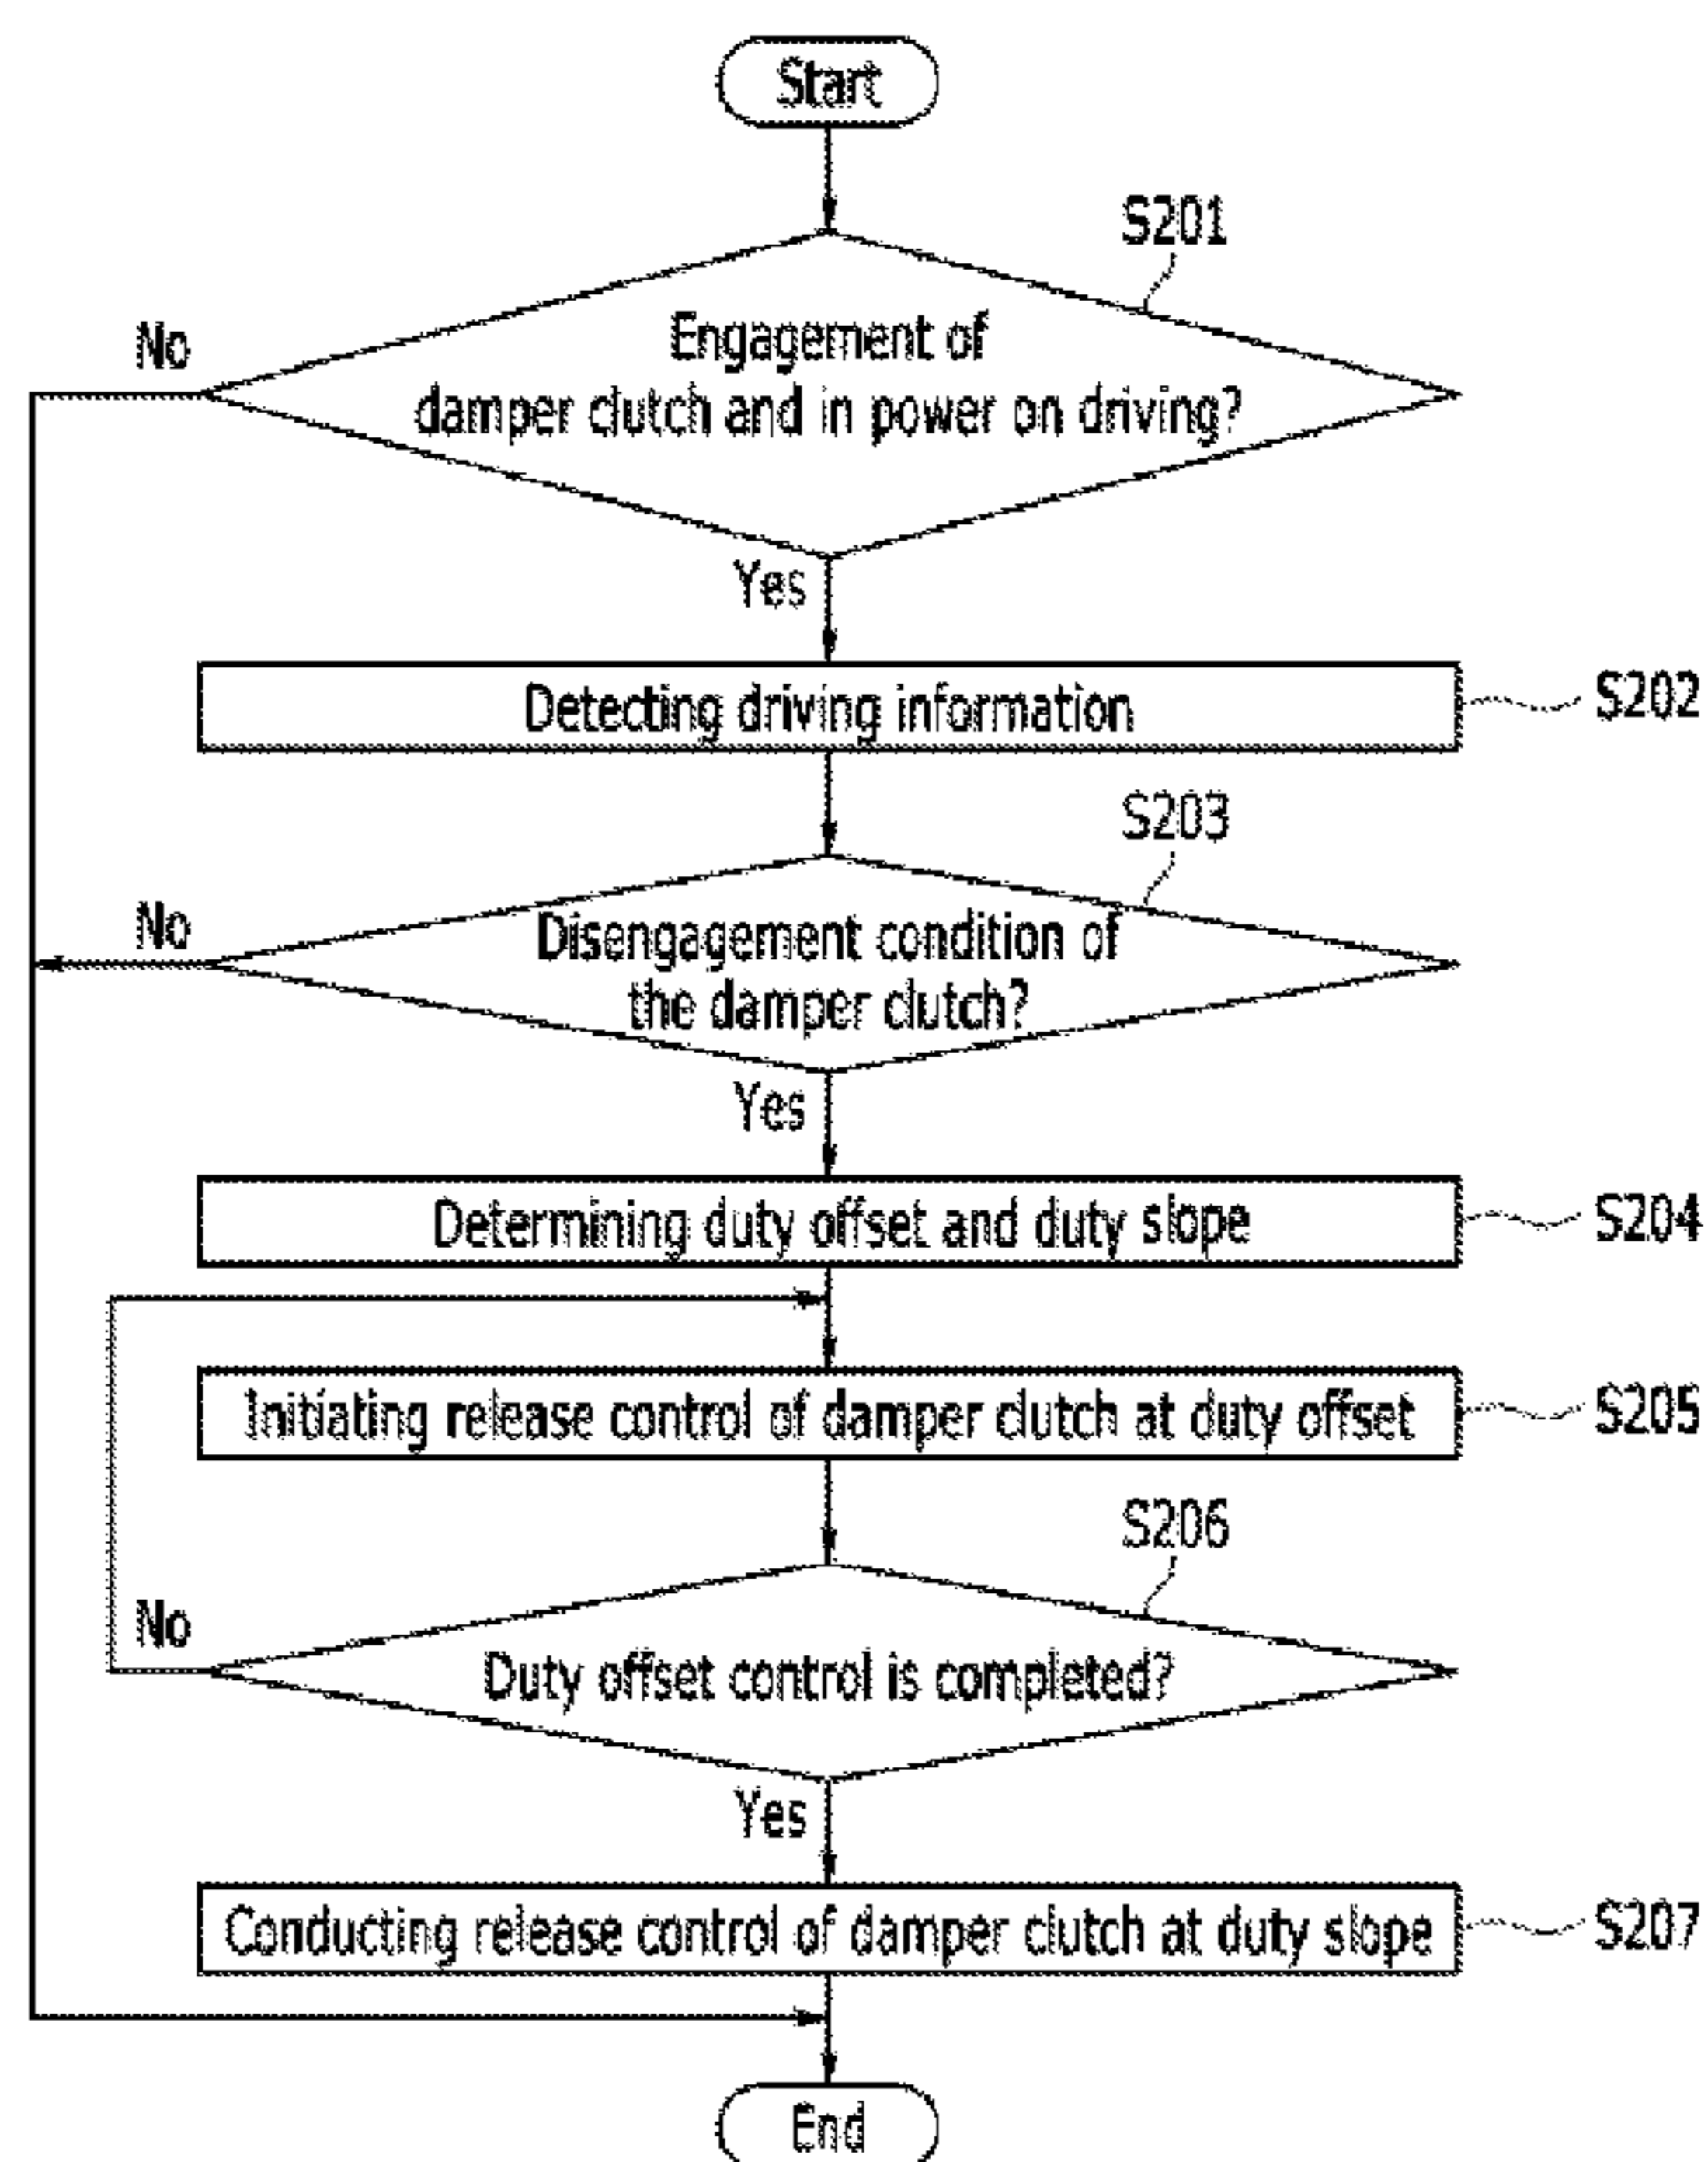 Start
S201
No
Engagement of
damper clutch and in power on driving?
Yes
Detecting driving information
S202
S203
No
Disengagement condition of
the damper clutch?
Yes
Determining duty offset and duty slope
S204
Initiating release control of damper clutch at duty offset
S205
S206
No
Duty offset control is completed?
Yes
Conducting release control of damper clutch at duty slope
S207
End